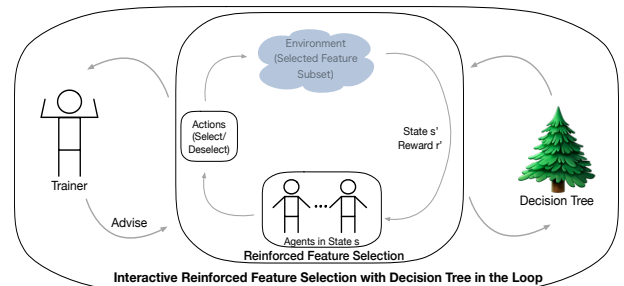 Environment
(Selected Feature
Subset)
Actions
(Select/
Deselect)
State s'
Reward r'
Trainer
Advise
Decision Tree
Agents in State s
Reinforced Feature Selection
Interactive Reinforced Feature Selection with Decision Tree in the Loop